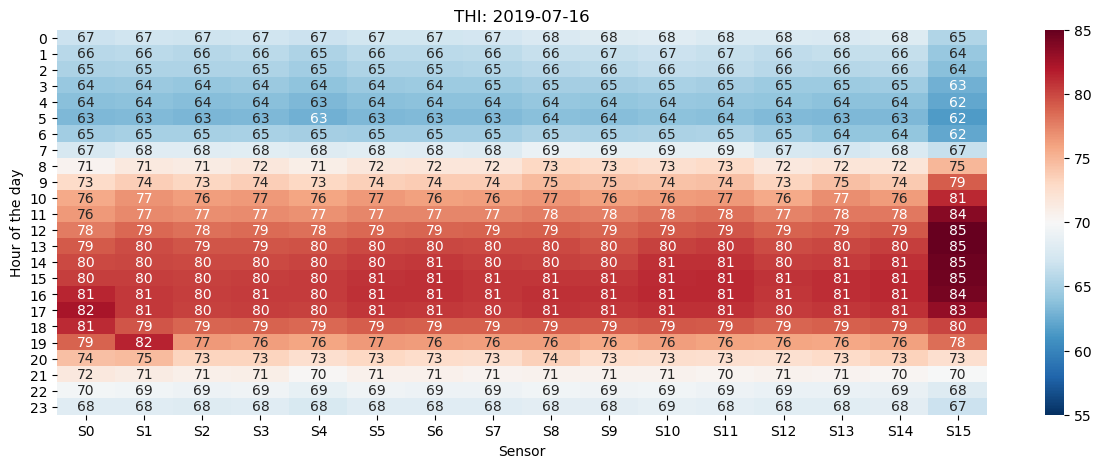 THI: 2019-07-16
0 67 67 67 67 67 67 67 67 68 68 68 68 68 68 68 65
1 66 66 66 66 65 66 66 66 66 67 67 67 66 66 66 64
2 65 65 65 65 65 65 65 65 66 66 66 66 66 66 66 64
3 64 64 64 64 64 64 64 65 65 65 65 65 65 65 65 63
4 64 64 64 64 63 64 64 64 64 64 64 64 64 64 64 62
5 63 63 63 63 63 63 63 63 64 64 64 64 63 63 63 62
6 65 65 65 65 65 65 65 65 65 65 65 65 65 64 64 62
7 67 68 68 68 68 68 68 68 69 69 69 69 67 67 68 67
8 71 71 71 72 71 72 72 72 73 73 73 73 72 72 72 75
9 73 74 73 74 73 74 74 74 75 75 74 74 73 75 74 79
10 76 77 76 77 76 77 76 76 77 76 76 77 76 77 76 81
11 76 77 77 77 77 77 77 77 78 78 78 78 77 78 78 84
12 78 79 78 79 78 79 79 79 79 79 79 79 79 79 79 85
13 79 80 79 79 80 80 80 80 80 79 80 80 80 80 80 85
14 80 80 80 80 80 80 81 80 80 80 81 81 80 81 81 85
15 80 80 80 80 80 81 81 80 81 81 81 81 81 81 81 85
16 81 81 80 81 80 81 81 81 81 81 81 81 81 81 81 84
17 82 81 80 80 80 81 81 80 81 81 81 81 80 81 81 83
18 81 79 79 79 79 79 79 79 79 79 79 79 79 79 79 80
19 79 82 77 76 76 77 76 76 76 76 76 76 76 76 76 78
20 74 75 73 73 73 73 73 73 74 73 73 73 72 73 73 73
21 72 71 71 71 70 71 71 71 71 71 71 70 71 71 70 70
22 70 69 69 69 69 69 69 69 69 69 69 69 69 69 69 68
23 68 68 68 68 68 68 68 68 68 68 68 68 68 68 68 67
S0 S1 S2 S3 S4 S5 S6 S7 S8 S9 S10 S11 S12 S13 S14 S15
Sensor
Hour of the day
85
80
75
70
65
60
55